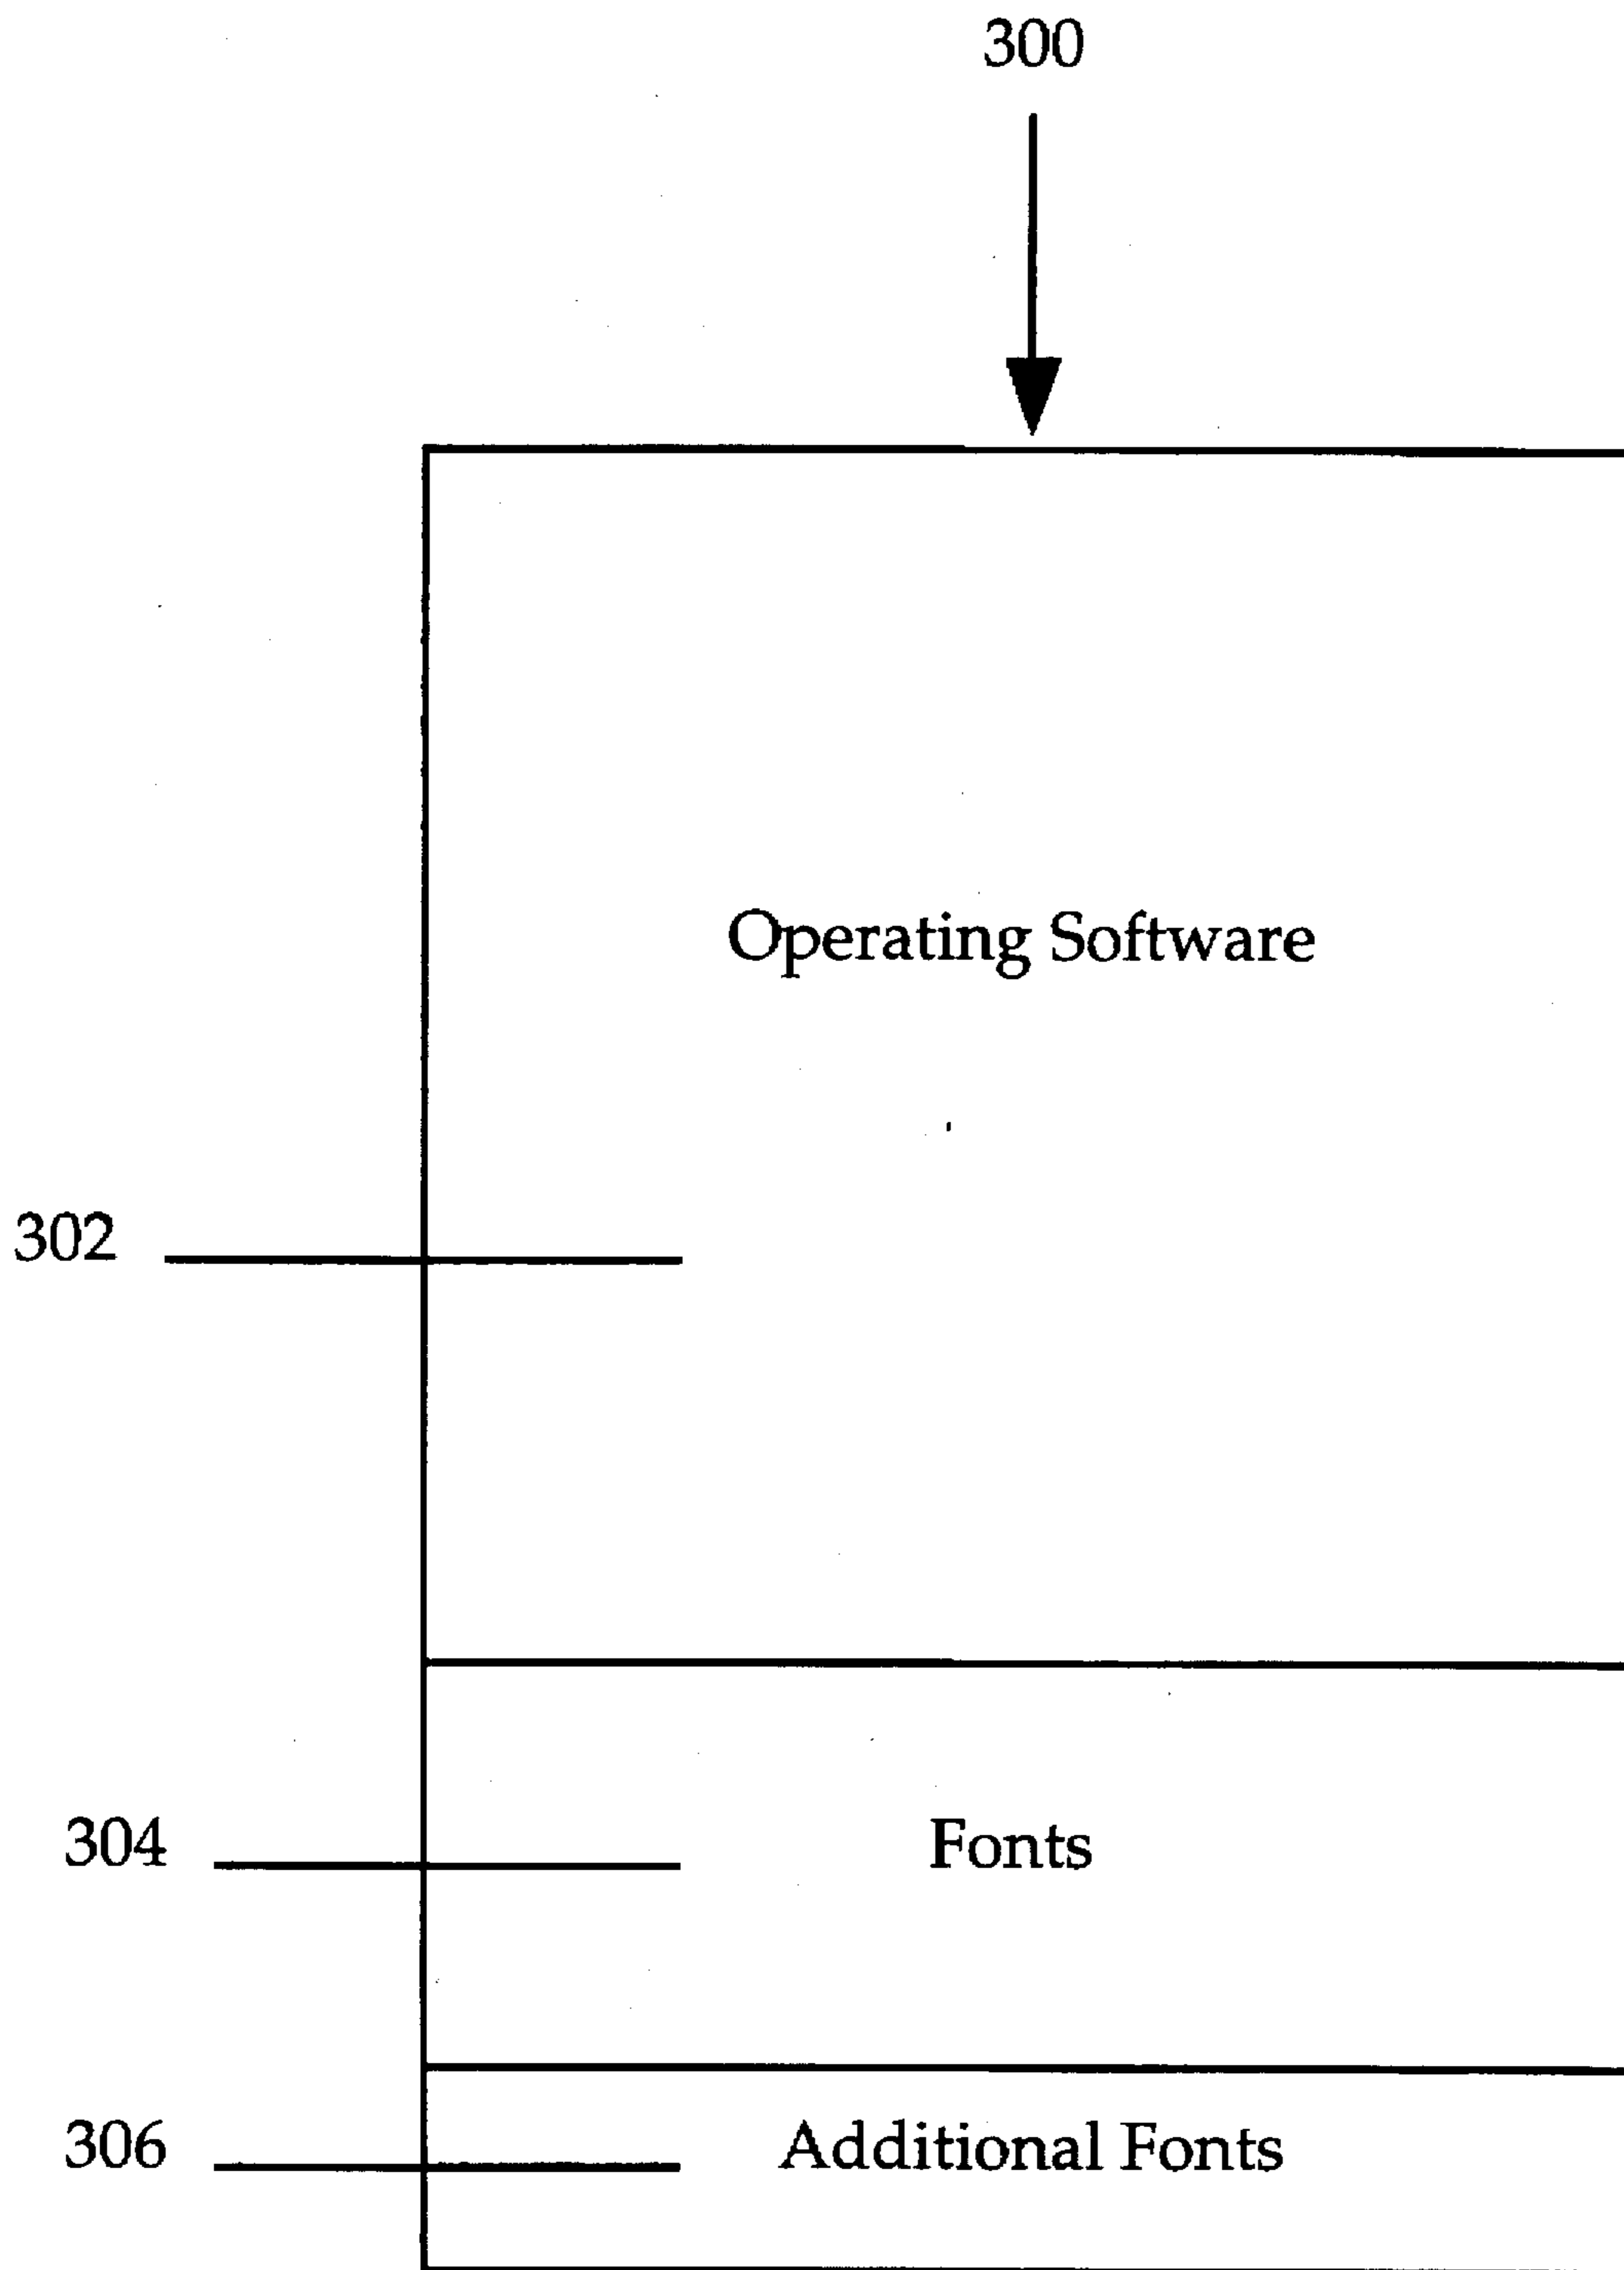 300
Operating Software
302
304
Fonts
306
Additional Fonts